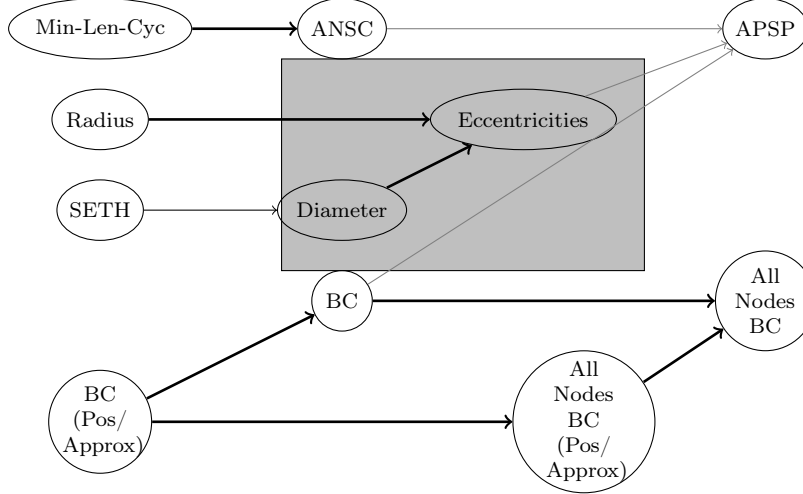 Min-Len-Cyc
ANSC
APSP
Radius
Eccentricities
SETH
Diameter
BC
All
Nodes
BC
BC
(Pos/
Approx)
All
Nodes
BC
(Pos/
Approx)